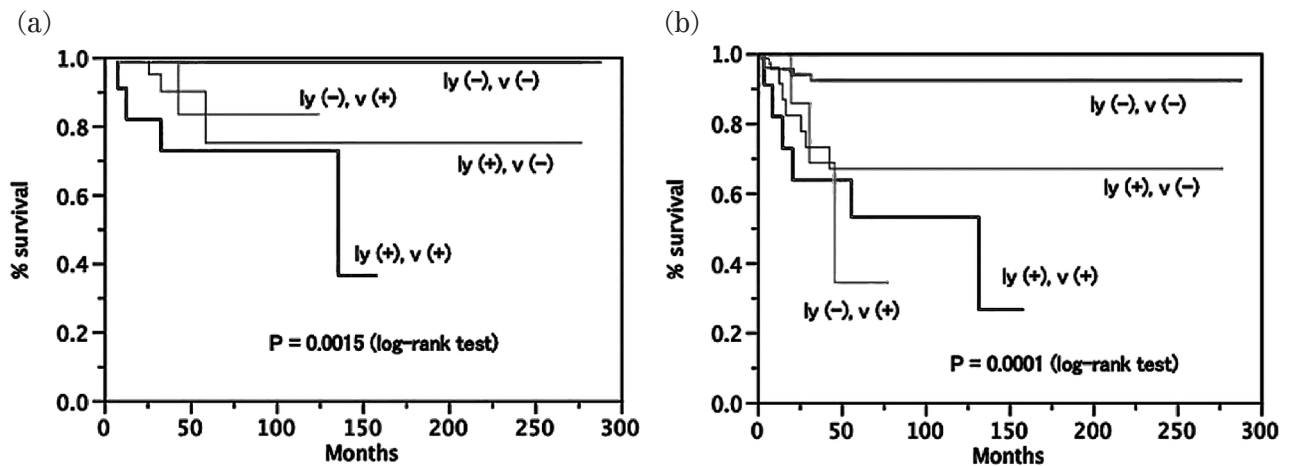 (a)
% survival
1.0
0.8
0.6
0.4
0.2
0.0
ly (−), v (−)
ly (−), v (+)
ly (+), v (−)
ly (+), v (+)
P = 0.0015 (log-rank test)
0 50 100 150 200 250 300
Months
(b)
% survival
1.0
0.8
0.6
0.4
0.2
0.0
ly (−), v (−)
ly (+), v (−)
ly (+), v (+)
ly (−), v (+)
P = 0.0001 (log-rank test)
0 50 100 150 200 250 300
Months